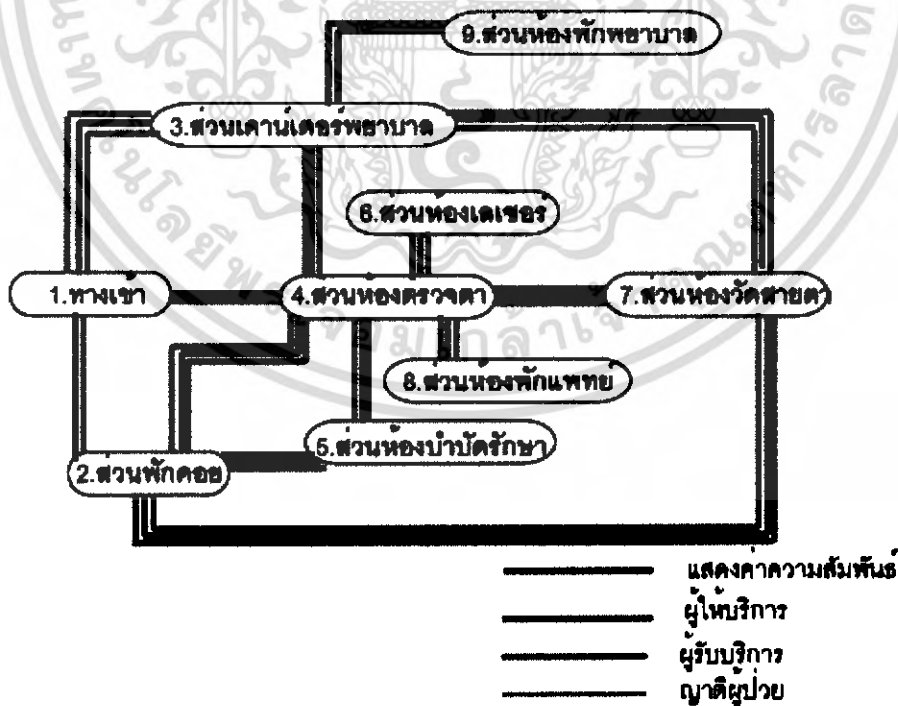 9.ส่วนห้องพักพยาบาล
3.ส่วนเคาน์เตอร์พยาบาล
6.ส่วนห้องเลเซอร์
1.ทางเข้า
4.ส่วนห้องตรวจตา
7.ส่วนห้องวัดสายตา
8.ส่วนห้องพักแพทย์
5.ส่วนห้องบำบัดรักษา
2.ส่วนพักคอย
แสดงค่าความสัมพันธ์
ผู้ให้บริการ
ผู้รับบริการ
ญาติผู้ป่วย